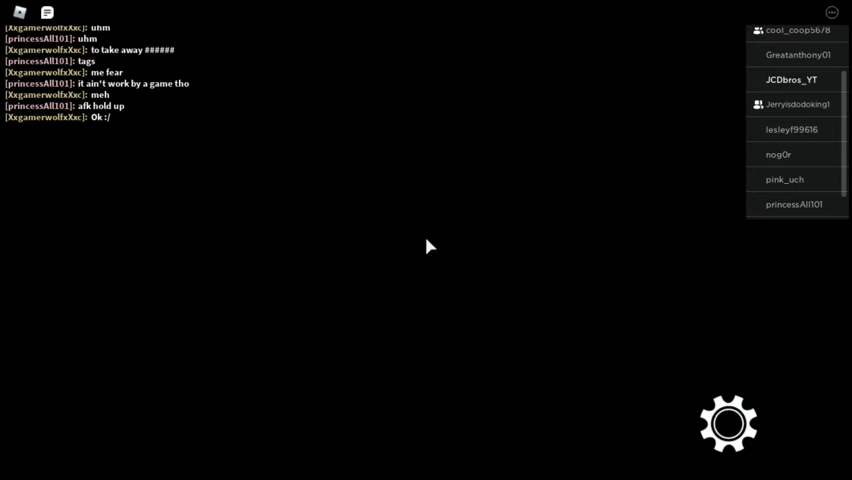 [XxgamerwolfxXxc]: uhm
[princessAll101]: uhm
[XxgamerwolfxXxc]: to take away ######
[princessAll101]: tags
[XxgamerwolfxXxc]: me fear
[princessAll101]: it ain't work by a game tho
[XxgamerwolfxXxc]: meh
[princessAll101]: afk hold up
[XxgamerwolfxXxc]: Ok :/
cool_coop5678
Greatanthony01
JCDbros_YT
Jerryisdodoking1
lesleyf99616
nog0r
pink_uch
princessAll101